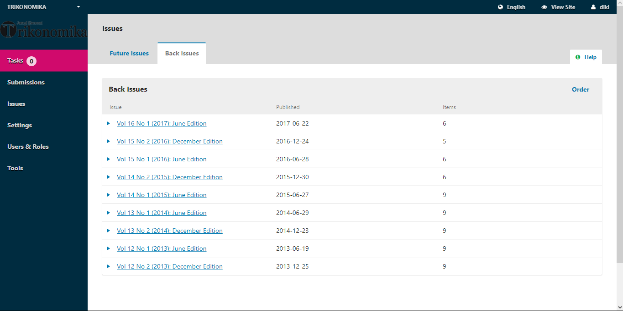 TRIKONOMIKA
English
View Site
diki
Trikonomika
Issues
Tasks 0
Submissions
Issues
Settings
Users & Roles
Tools
Future Issues
Back Issues
Help
Back Issues
Order
Issue Published Items
Vol 16 No 1 (2017): June Edition 2017-06-22 6
Vol 15 No 2 (2016): December Edition 2016-12-24 5
Vol 15 No 1 (2016): June Edition 2016-06-28 6
Vol 14 No 2 (2015): December Edition 2015-12-30 6
Vol 14 No 1 (2015): June Edition 2015-06-27 9
Vol 13 No 1 (2014): June Edition 2014-06-29 9
Vol 13 No 2 (2014): December Edition 2014-12-23 9
Vol 12 No 1 (2013): June Edition 2013-06-19 9
Vol 12 No 2 (2013): December Edition 2013-12-25 9